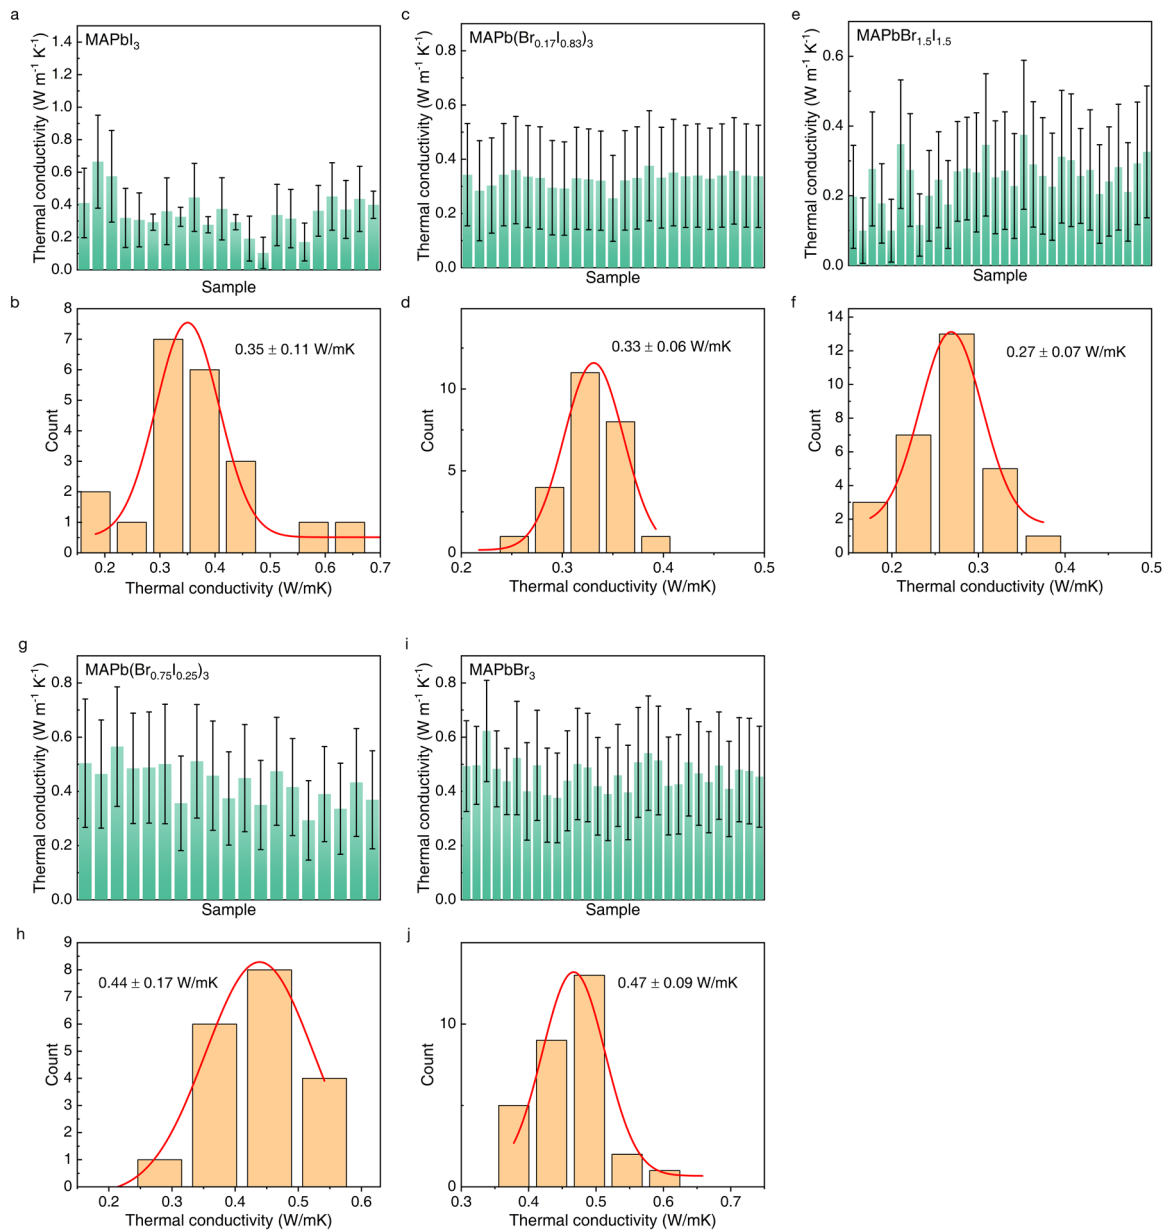 a
MAPbI₃
Thermal conductivity (W m⁻¹ K⁻¹)
1.4
1.2
1.0
0.8
0.6
0.4
0.2
0.0
Sample
c
MAPb(Br₀.₁₇I₀.₈₃)₃
Thermal conductivity (W m⁻¹ K⁻¹)
0.8
0.6
0.4
0.2
0.0
Sample
e
MAPbBr₁.₅I₁.₅
Thermal conductivity (W m⁻¹ K⁻¹)
0.6
0.4
0.2
0.0
Sample
b
0.35 ± 0.11 W/mK
Count
8
7
6
5
4
3
2
1
0
0.2 0.3 0.4 0.5 0.6 0.7
Thermal conductivity (W/mK)
d
0.33 ± 0.06 W/mK
Count
10
5
0
0.2 0.3 0.4 0.5
Thermal conductivity (W/mK)
f
0.27 ± 0.07 W/mK
Count
14
12
10
8
6
4
2
0
0.2 0.3 0.4 0.5
Thermal conductivity (W/mK)
g
MAPb(Br₀.₇₅I₀.₂₅)₃
Thermal conductivity (W m⁻¹ K⁻¹)
0.8
0.6
0.4
0.2
0.0
Sample
i
MAPbBr₃
Thermal conductivity (W m⁻¹ K⁻¹)
0.8
0.6
0.4
0.2
0.0
Sample
h
0.44 ± 0.17 W/mK
Count
9
8
7
6
5
4
3
2
1
0
0.2 0.3 0.4 0.5 0.6
Thermal conductivity (W/mK)
j
0.47 ± 0.09 W/mK
Count
10
0
0.3 0.4 0.5 0.6 0.7
Thermal conductivity (W/mK)